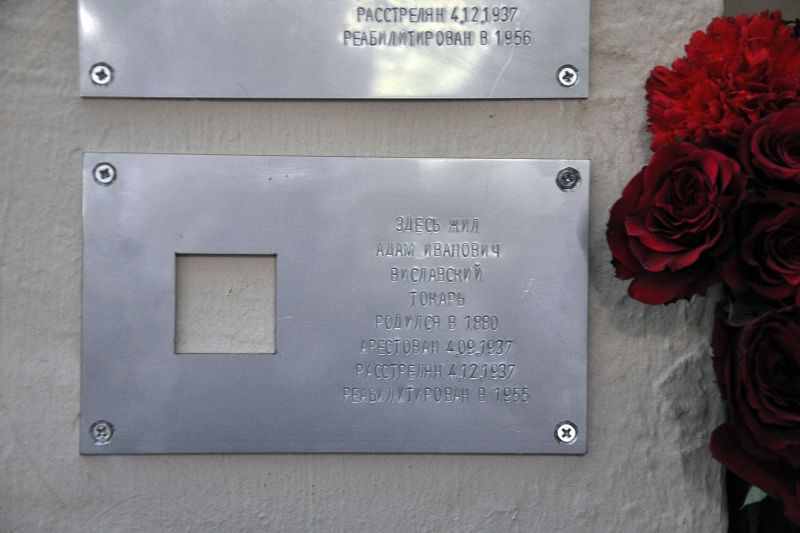 РАССТРЕЛЯН 4.12.1937
РЕАБИЛИТИРОВАН В 1956
ЗДЕСЬ ЖИЛ
АДАМ ИВАНОВИЧ
ВИСЛАВСКИЙ
ТОКАРЬ
РОДИЛСЯ В 1880
АРЕСТОВАН 4.09.1937
РАССТРЕЛЯН 4.12.1937
РЕАБИЛИТИРОВАН В 1955